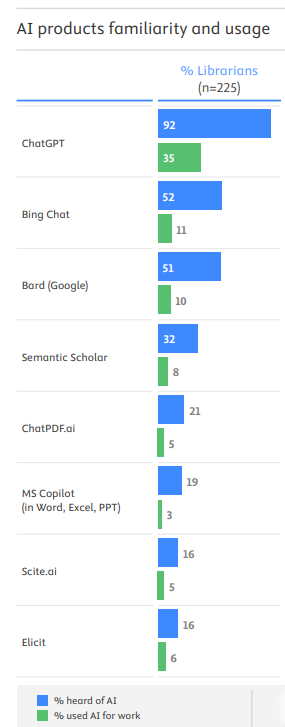 AI products familiarity and usage
% Librarians
(n=225)
ChatGPT
92
35
Bing Chat
52
11
Bard (Google)
51
10
Semantic Scholar
32
8
ChatPDF.ai
21
5
MS Copilot
(in Word, Excel, PPT)
19
3
Scite.ai
16
5
Elicit
16
6
% heard of AI
% used AI for work